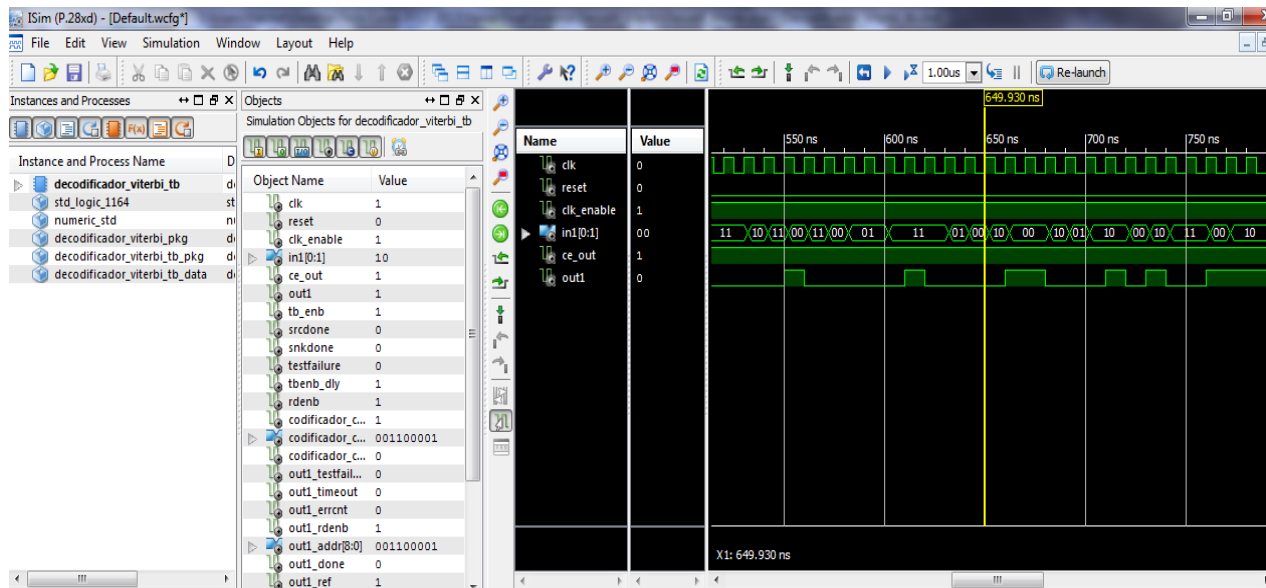 ISim (P.28xd) - [Default.wcfg*]
File Edit View Simulation Window Layout Help
1.00us Re-launch
Instances and Processes
Instance and Process Name D
decodificador_viterbi_tb de
std_logic_1164 st
numeric_std nu
decodificador_viterbi_pkg de
decodificador_viterbi_tb_pkg de
decodificador_viterbi_tb_data de
Objects
Simulation Objects for decodificador_viterbi_tb
Object Name Value
clk 1
reset 0
clk_enable 1
in1[0:1] 10
ce_out 1
out1 1
tb_enb 1
srcdone 0
snkdone 0
testfailure 0
tbenb_dly 1
rdenb 1
codificador_c... 1
codificador_c... 001100001
codificador_c... 0
out1_testfail... 0
out1_timeout 0
out1_errcnt 0
out1_rdenb 1
out1_addr[8:0] 001100001
out1_done 0
out1_ref 1
Name Value
clk 0
reset 0
clk_enable 1
in1[0:1] 00
ce_out 1
out1 0
649.930 ns
550 ns 600 ns 650 ns 700 ns 750 ns
11 10 11 00 11 00 01 11 01 00 10 00 10 01 10 00 10 11 00 10
X1: 649.930 ns